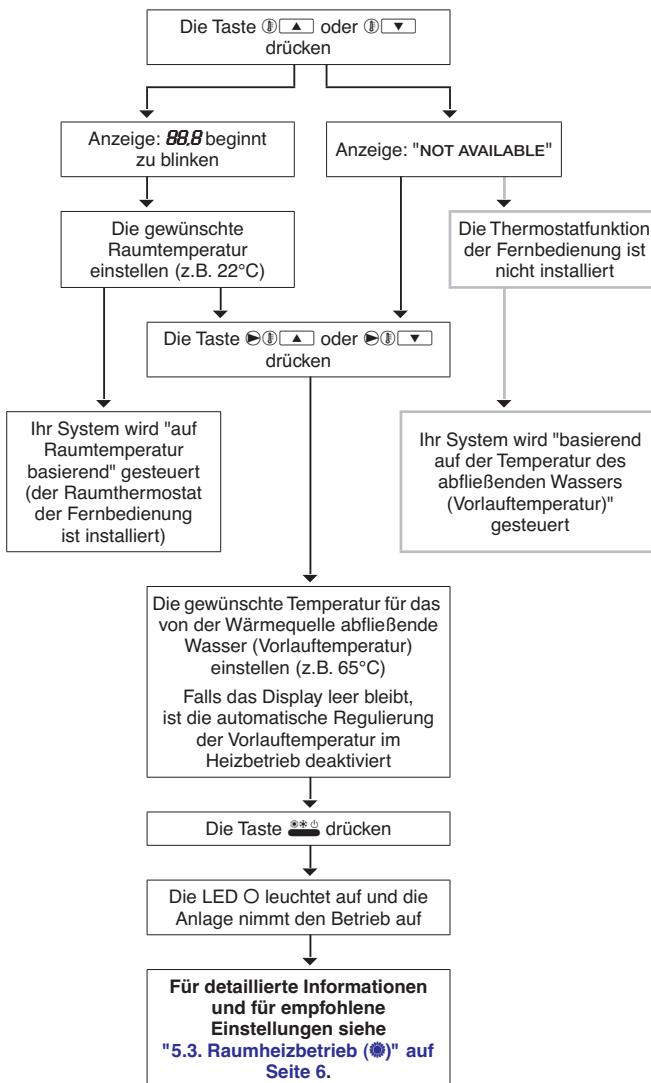 Die Taste ▲ oder ▼
drücken
Anzeige: 88.8 beginnt
zu blinken
Anzeige: "NOT AVAILABLE"
Die gewünschte
Raumtemperatur
einstellen (z.B. 22°C)
Die Thermostatfunktion
der Fernbedienung ist
nicht installiert
Die Taste ▲ oder ▼
drücken
Ihr System wird "auf
Raumtemperatur
basierend" gesteuert
(der Raumthermostat
der Fernbedienung
ist installiert)
Ihr System wird "basierend
auf der Temperatur des
abfließenden Wassers
(Vorlauftemperatur)"
gesteuert
Die gewünschte Temperatur für das
von der Wärmequelle abfließende
Wasser (Vorlauftemperatur)
einstellen (z.B. 65°C)
Falls das Display leer bleibt,
ist die automatische Regulierung
der Vorlauftemperatur im
Heizbetrieb deaktiviert
Die Taste drücken
Die LED O leuchtet auf und die
Anlage nimmt den Betrieb auf
Für detaillierte Informationen
und für empfohlene
Einstellungen siehe
"5.3. Raumheizbetrieb (☀)" auf
Seite 6.